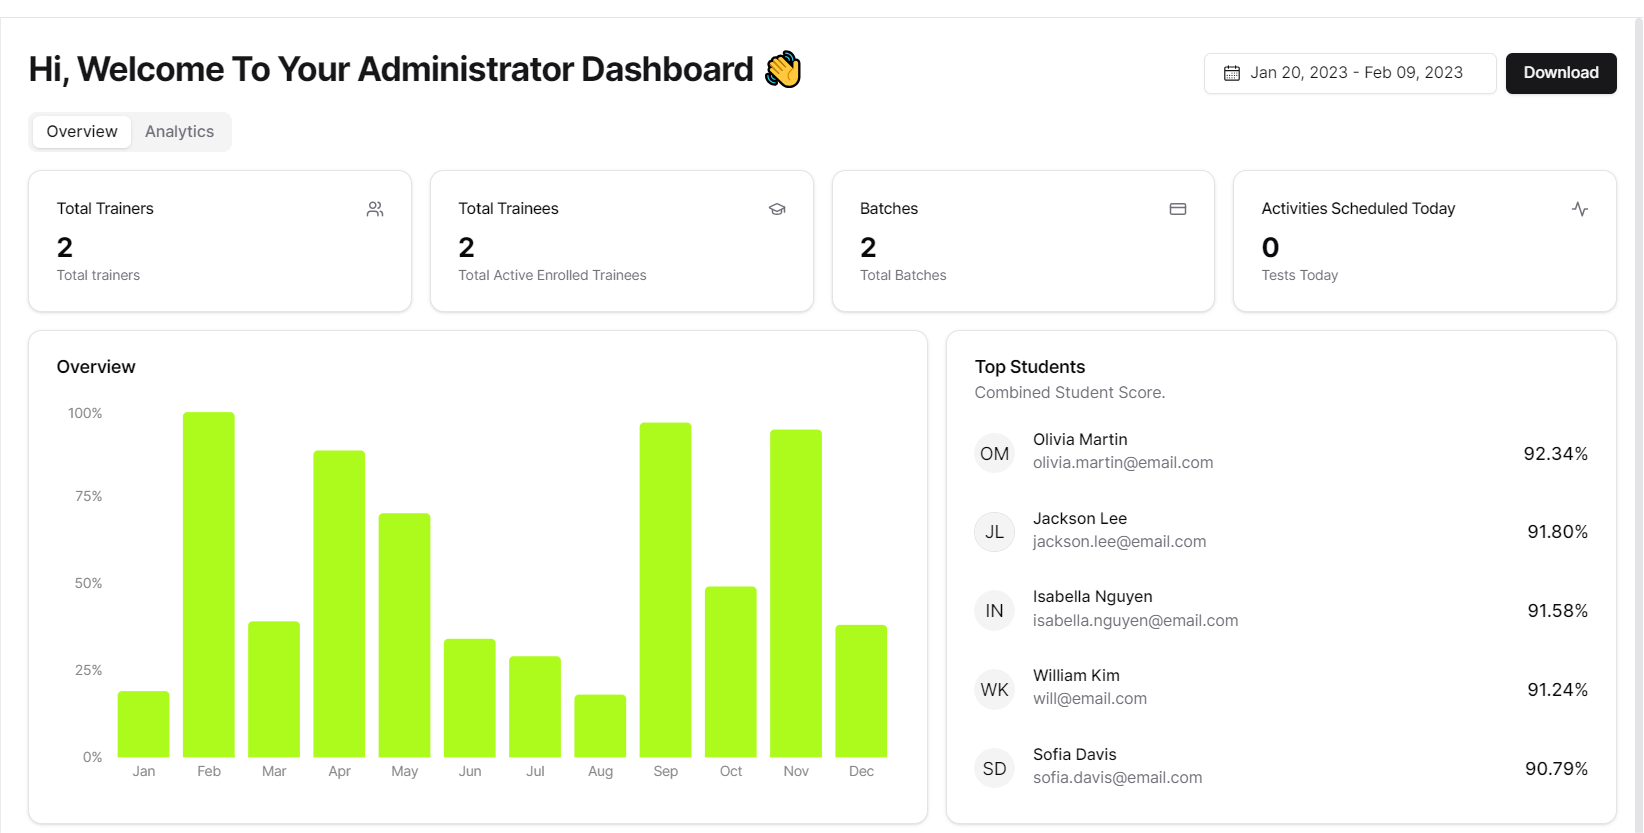 Hi, Welcome To Your Administrator Dashboard 👋
Jan 20, 2023 - Feb 09, 2023
Download
Overview
Analytics
Total Trainers
2
Total trainers
Total Trainees
2
Total Active Enrolled Trainees
Batches
2
Total Batches
Activities Scheduled Today
0
Tests Today
Overview
100%
75%
50%
25%
0%
Jan Feb Mar Apr May Jun Jul Aug Sep Oct Nov Dec
Top Students
Combined Student Score.
OM
Olivia Martin
olivia.martin@email.com
92.34%
JL
Jackson Lee
jackson.lee@email.com
91.80%
IN
Isabella Nguyen
isabella.nguyen@email.com
91.58%
WK
William Kim
will@email.com
91.24%
SD
Sofia Davis
sofia.davis@email.com
90.79%